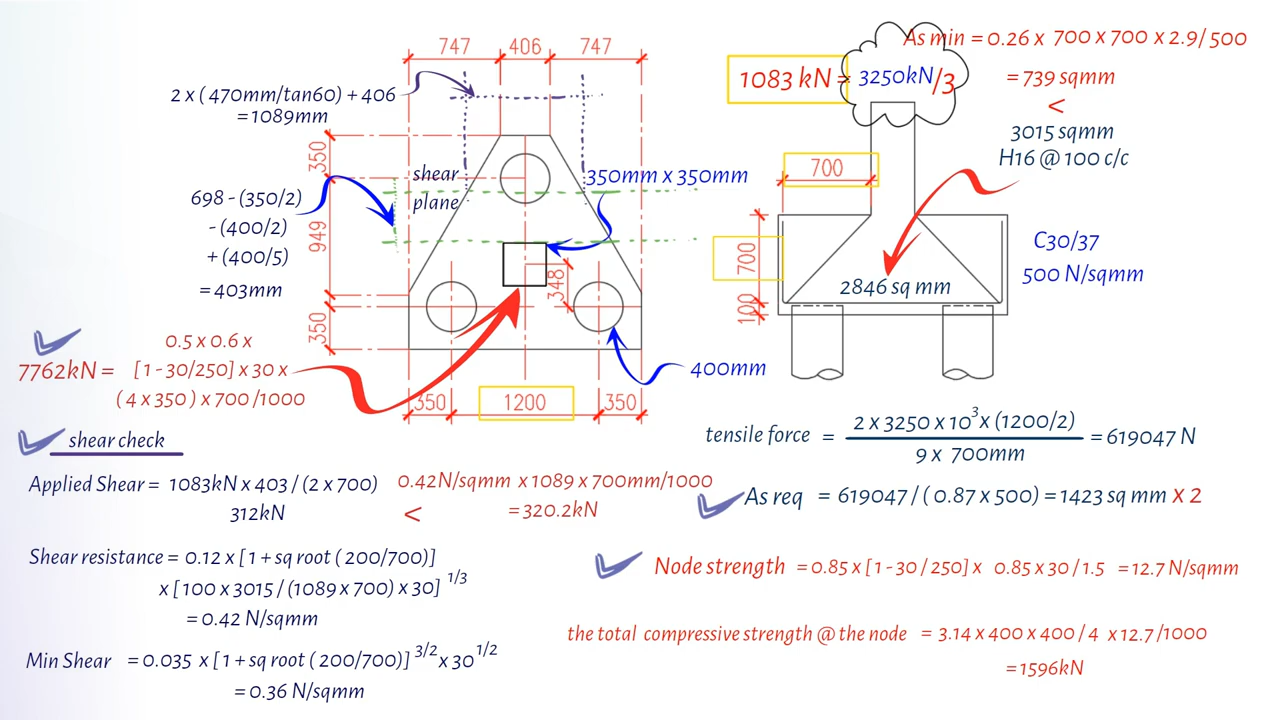 747
406
747
2 x ( 470mm/tan60) + 406
= 1089mm
350
949
350
shear
plane
350mm x 350mm
698 - (350/2)
- (400/2)
+ (400/5)
= 403mm
348
400mm
350
1200
350
1083 kN = 3250kN/3
As min = 0.26 x 700 x 700 x 2.9/500
= 739 sqmm
<
3015 sqmm
H16 @ 100 c/c
700
700
100
2846 sq mm
C30/37
500 N/sqmm
7762kN = 0.5 x 0.6 x
[1 - 30/250] x 30 x
( 4 x 350 ) x 700 /1000
shear check
Applied Shear = 1083kN x 403 / (2 x 700)
312kN
<
0.42N/sqmm x 1089 x 700mm/1000
= 320.2kN
Shear resistance = 0.12 x [ 1 + sq root ( 200/700)]
x [ 100 x 3015 / (1089 x 700) x 30] 1/3
= 0.42 N/sqmm
Min Shear = 0.035 x [ 1 + sq root ( 200/700)] 3/2 x 30 1/2
= 0.36 N/sqmm
tensile force = 2 x 3250 x 10³ x (1200/2)
9 x 700mm
= 619047 N
As req = 619047 / ( 0.87 x 500) = 1423 sq mm x 2
Node strength = 0.85 x [ 1 - 30 / 250] x 0.85 x 30 / 1.5 = 12.7 N/sqmm
the total compressive strength @ the node = 3.14 x 400 x 400 / 4 x 12.7 /1000
= 1596kN